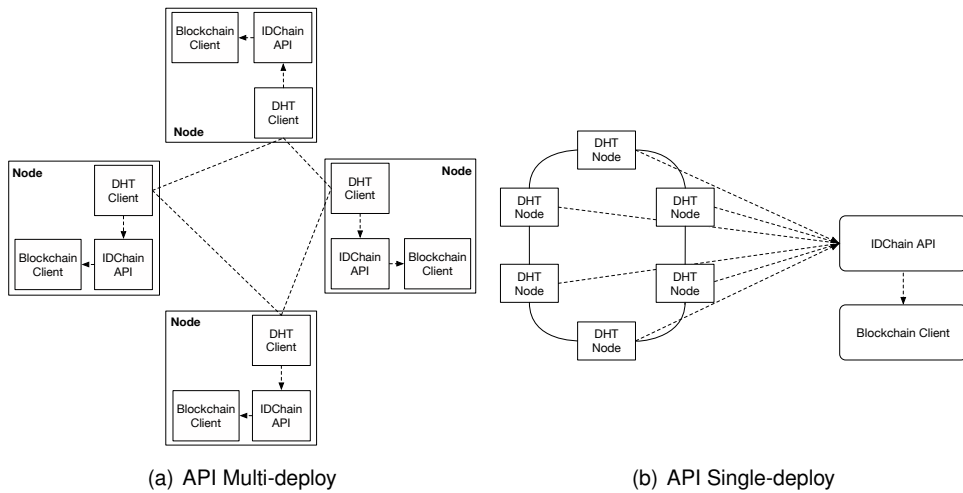 Blockchain
Client
IDChain
API
DHT
Client
Node
Node
DHT
Client
Blockchain
Client
IDChain
API
Node
DHT
Client
IDChain
API
Blockchain
Client
Node
DHT
Client
Blockchain
Client
IDChain
API
(a) API Multi-deploy
DHT
Node
DHT
Node
DHT
Node
DHT
Node
DHT
Node
DHT
Node
IDChain API
Blockchain Client
(b) API Single-deploy